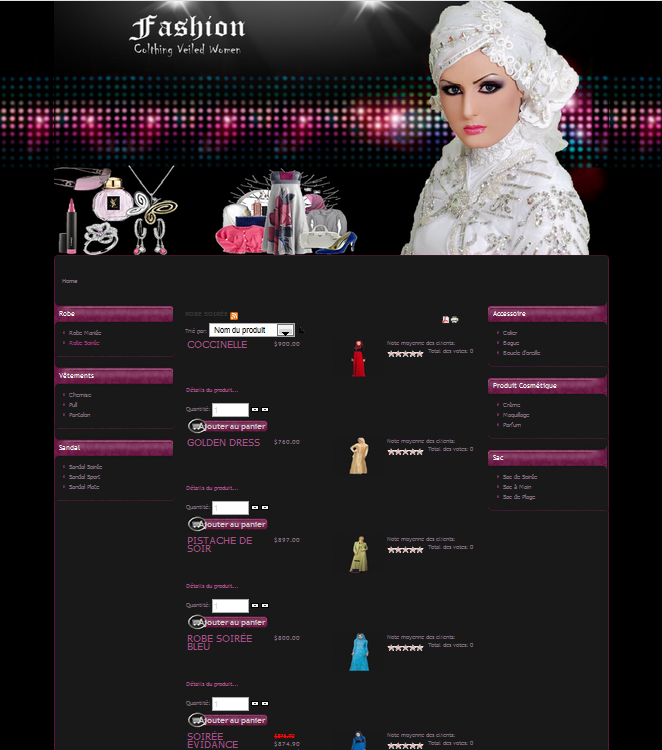 Fashion
Colthing Veiled Women
Home
Robe
Robe Mariée
Robe Soirée
Vêtements
Chemise
Pull
Pantalon
Sandal
Sandal Soirée
Sandal Sport
Sandal Plate
ROBE SOIRÉE
Trié par: Nom du produit
COCCINELLE $900.00 Note moyenne des clients:
Total des votes: 0
Détails du produit...
Quantité: 1
Ajouter au panier
GOLDEN DRESS $760.00 Note moyenne des clients:
Total des votes: 0
Détails du produit...
Quantité: 1
Ajouter au panier
PISTACHE DE $897.00 Note moyenne des clients:
SOIR Total des votes: 0
Détails du produit...
Quantité: 1
Ajouter au panier
ROBE SOIRÉE $800.00 Note moyenne des clients:
BLEU Total des votes: 0
Détails du produit...
Quantité: 1
Ajouter au panier
SOIRÉE Note moyenne des clients:
EVIDANCE $874.90 Total des votes: 0
Accessoire
Collier
Bague
Boucle d'oreille
Produit Cosmétique
Crème
Maquillage
Parfum
Sac
Sac de Soirée
Sac à Main
Sac de Plage